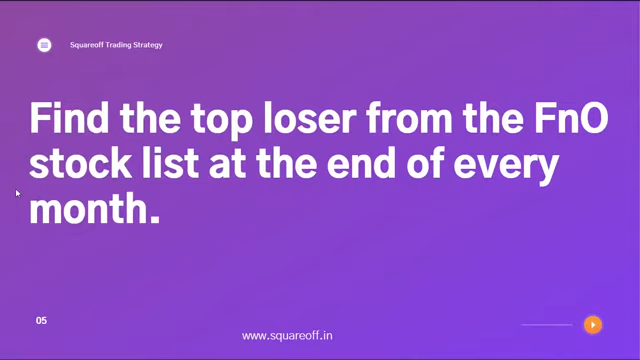 Squareoff Trading Strategy
Find the top loser from the FnO
stock list at the end of every
month.
05
www.squareoff.in